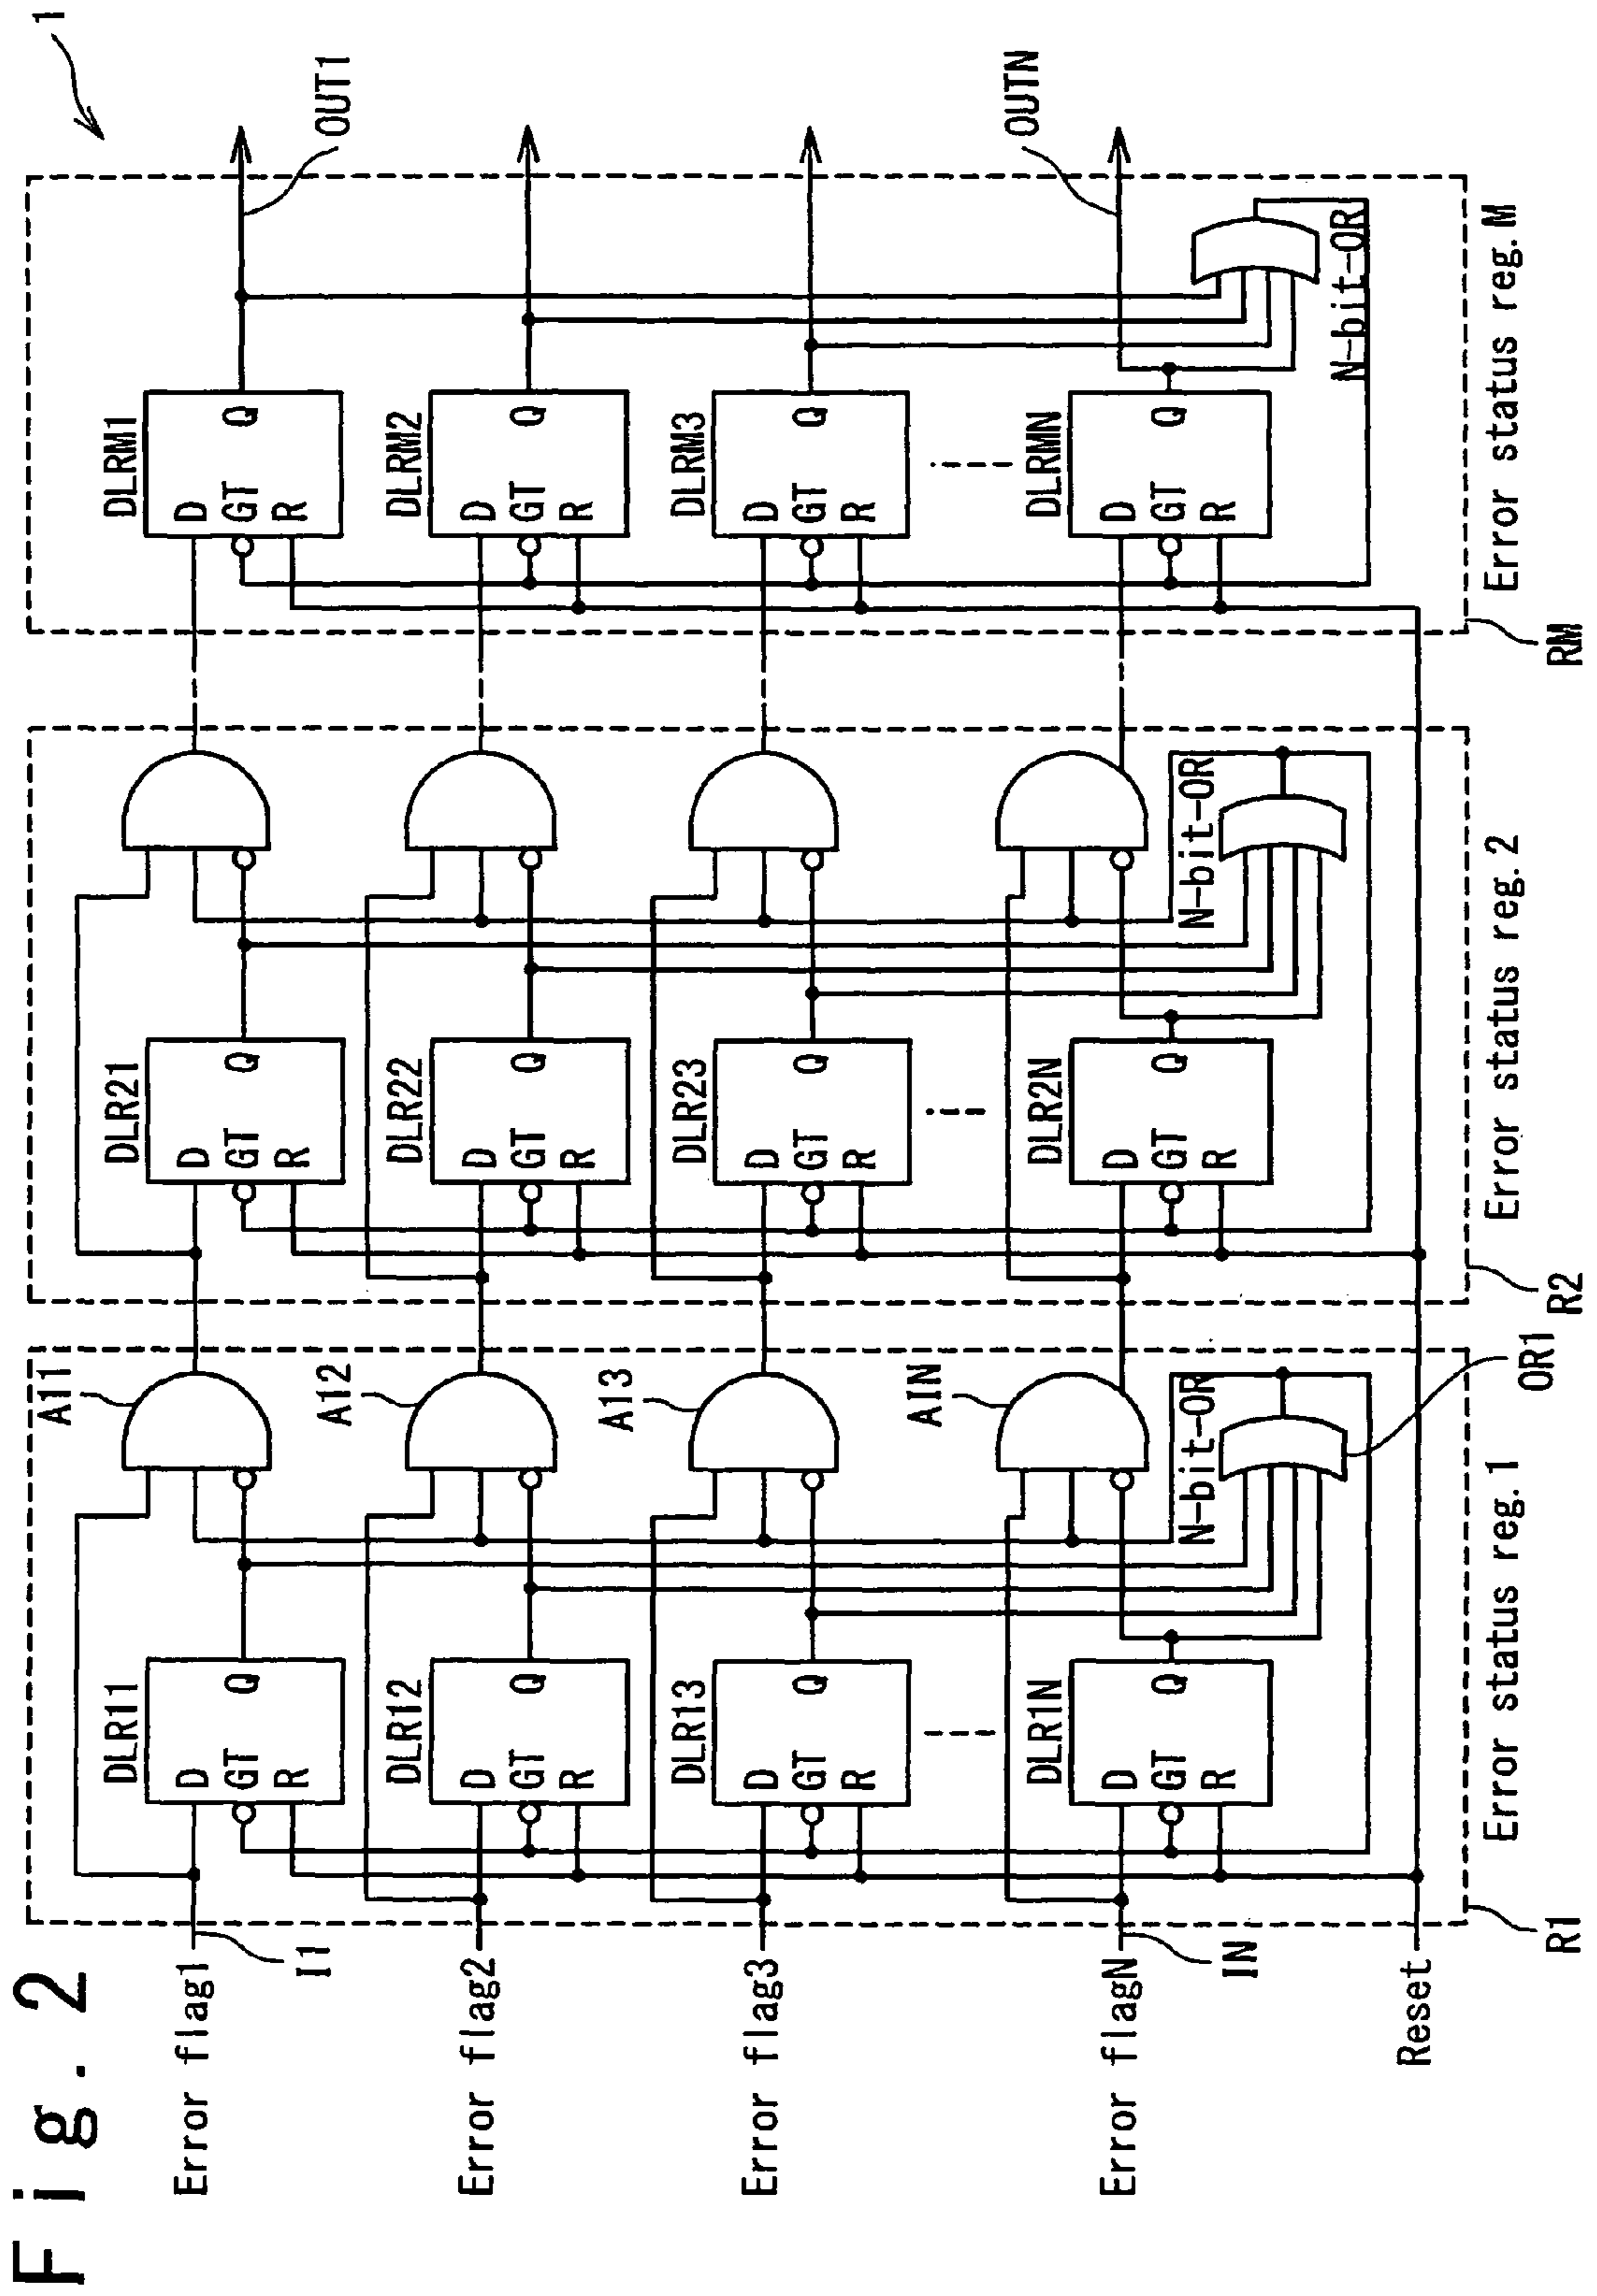 Fig. 2
1
Error flag1
I1
Error flag2
Error flag3
Error flagN
IN
Reset
A11
DLR11
D
GT
R
Q
A12
DLR12
D
GT
R
Q
A13
DLR13
D
GT
R
Q
A1N
DLR1N
D
GT
R
Q
N-bit-OR
OR1
Error status reg. 1
R1
DLR21
D
GT
R
Q
DLR22
D
GT
R
Q
DLR23
D
GT
R
Q
DLR2N
D
GT
R
Q
N-bit-OR
Error status reg. 2
R2
DLRM1
D
GT
R
Q
OUT1
DLRM2
D
GT
R
Q
DLRM3
D
GT
R
Q
DLRMN
D
GT
R
Q
OUTN
N-bit-OR
Error status reg. M
RM